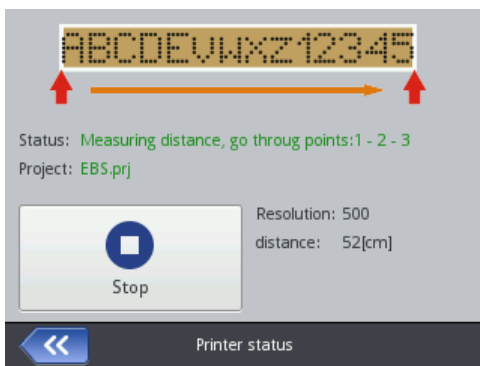 ABCDEVWXZ12345
Status: Measuring distance, go throug points:1 - 2 - 3
Project: EBS.prj
Resolution: 500
distance: 52[cm]
Stop
Printer status